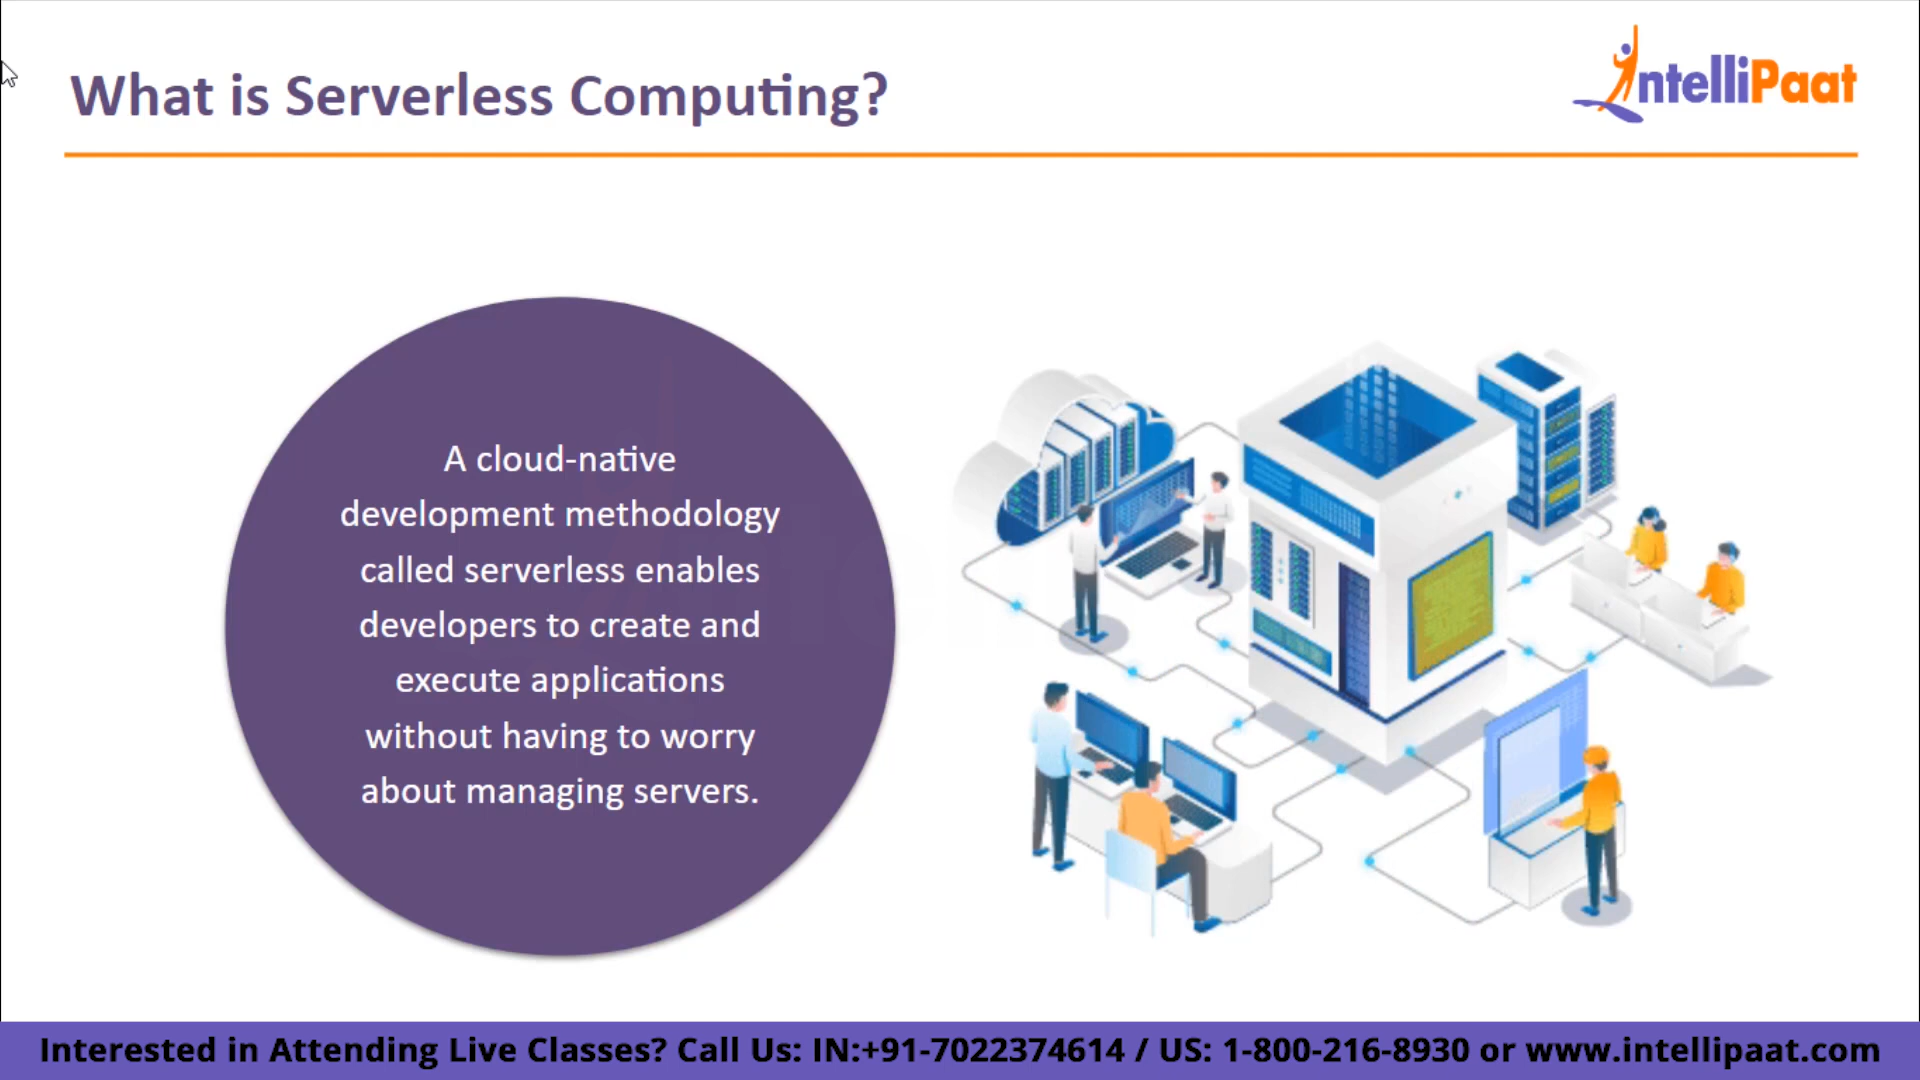 What is Serverless Computing?
IntelliPaat
A cloud-native
development methodology
called serverless enables
developers to create and
execute applications
without having to worry
about managing servers.
Interested in Attending Live Classes? Call Us: IN:+91-7022374614 / US: 1-800-216-8930 or www.intellipaat.com